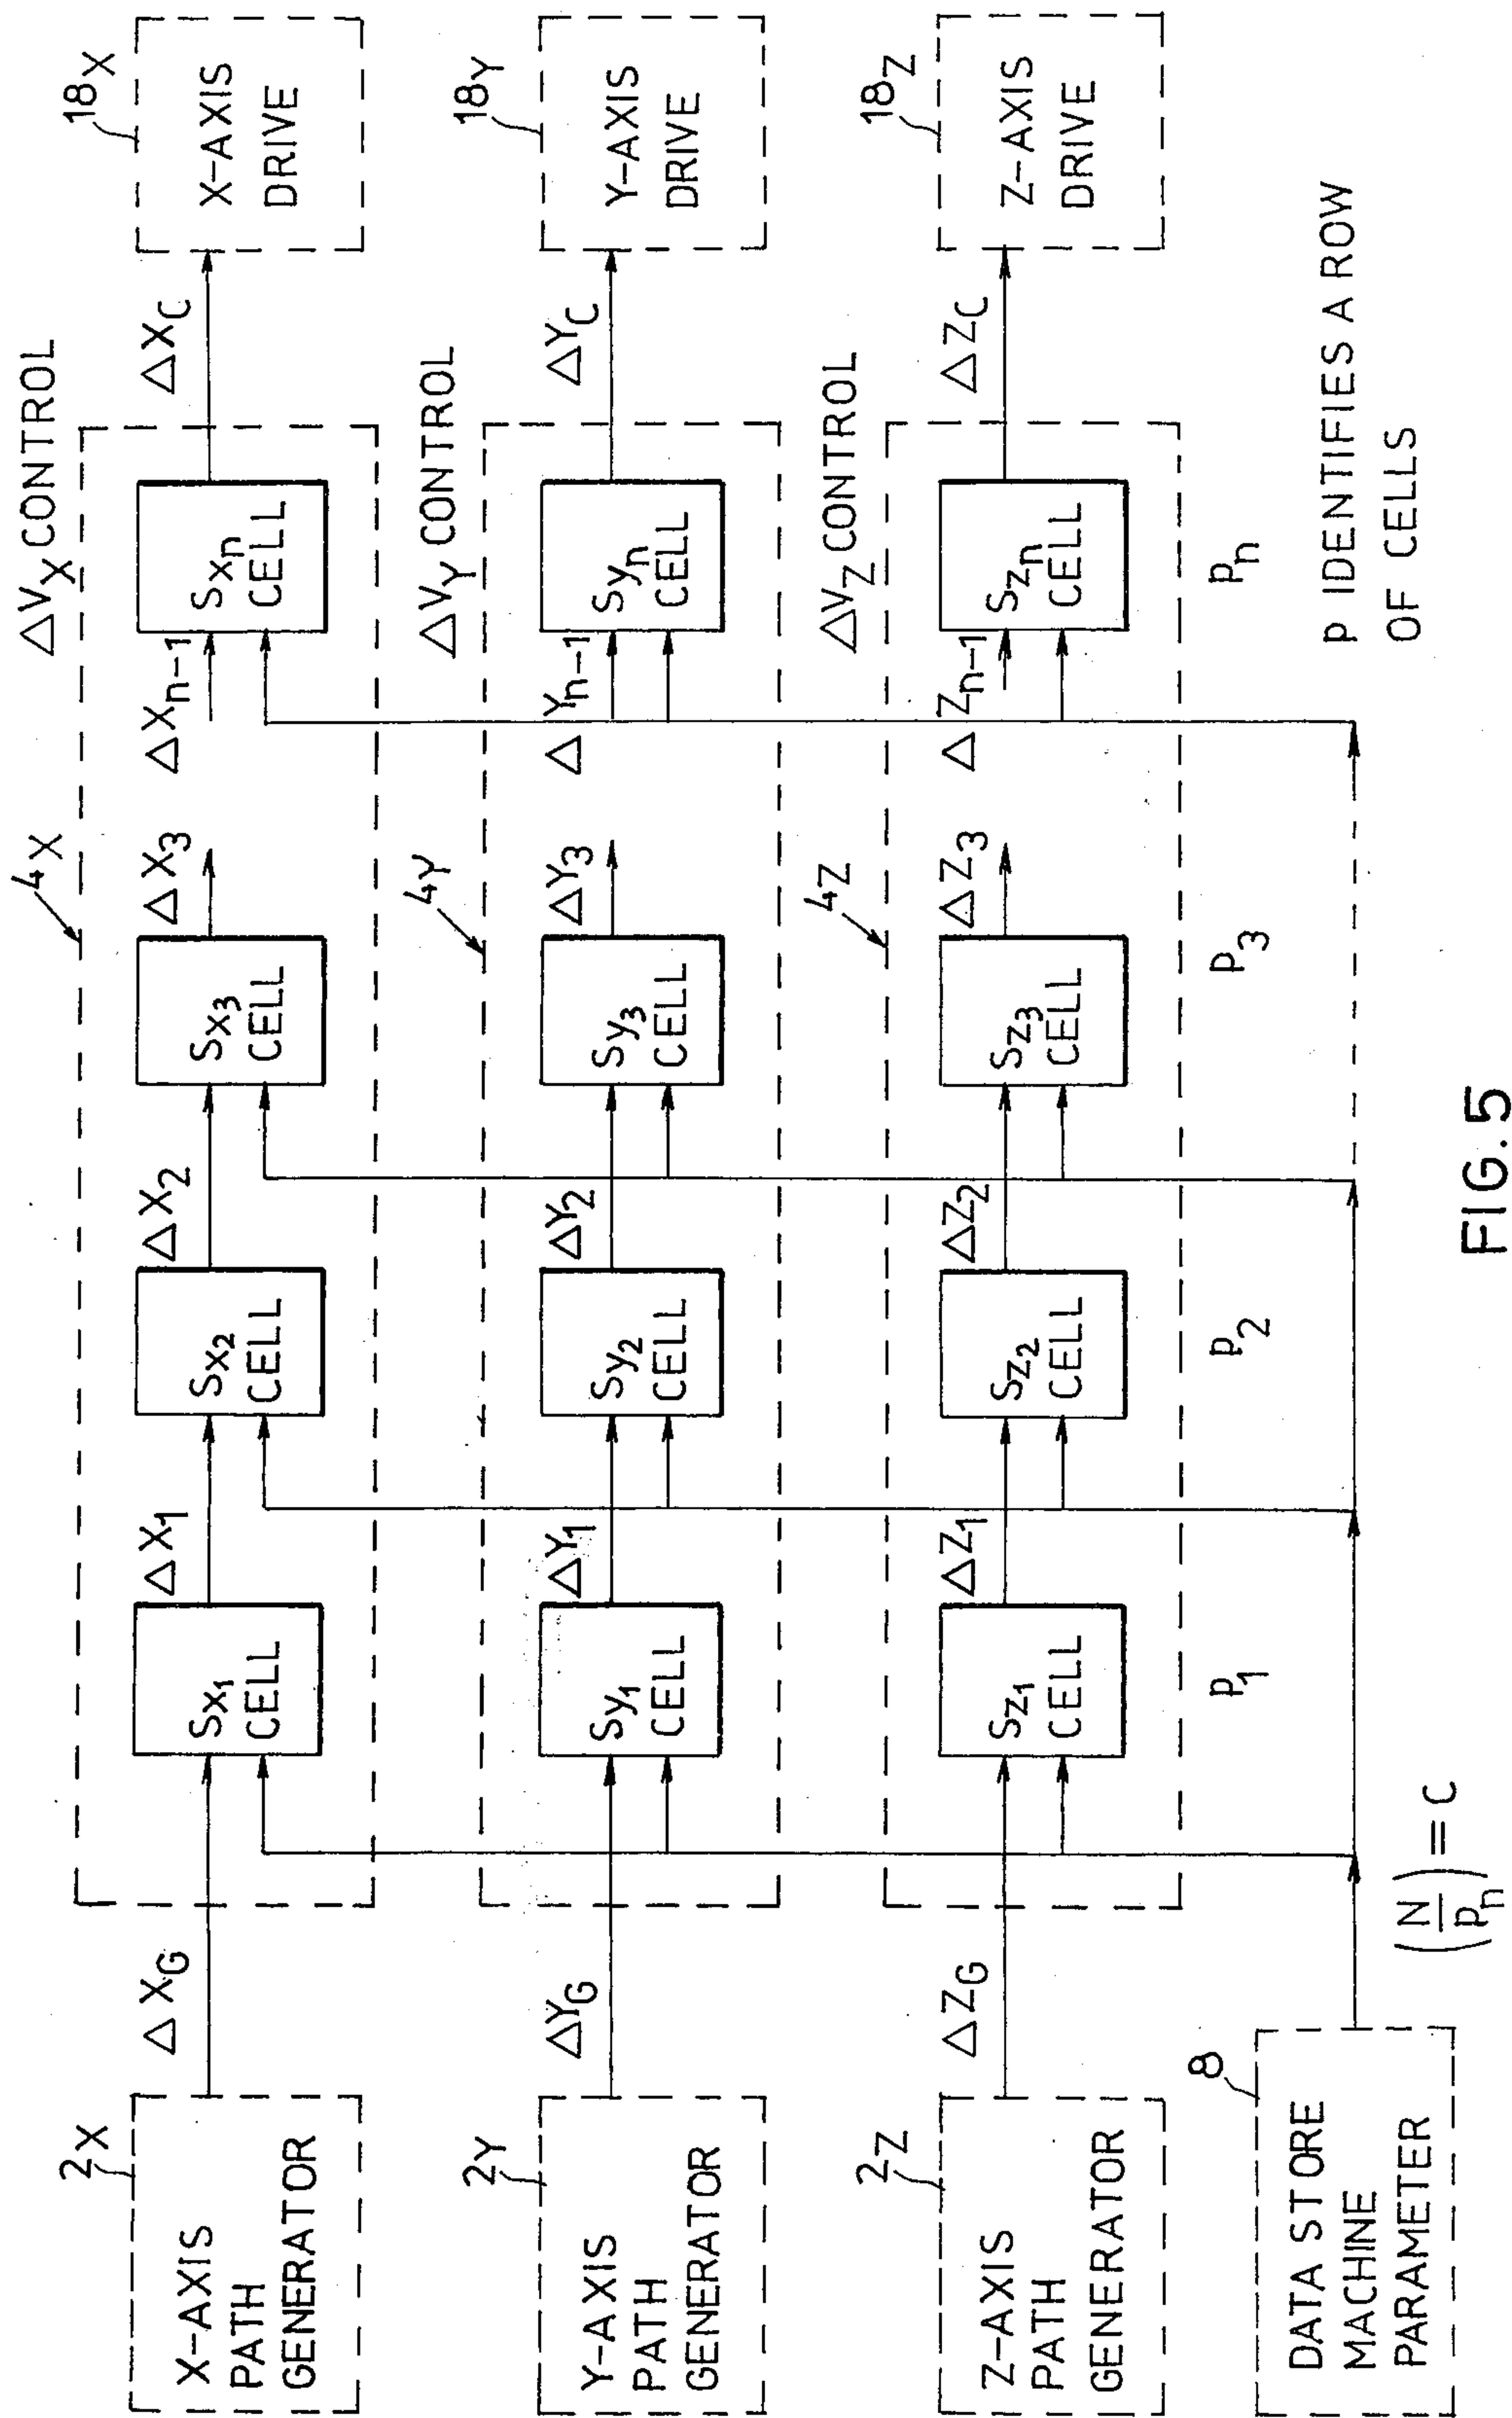 2X
X-AXIS
PATH
GENERATOR
ΔXG
4X
ΔVX CONTROL
Sx1
CELL
ΔX1
Sx2
CELL
ΔX2
Sx3
CELL
ΔX3
ΔXn-1
Sxn
CELL
ΔXC
18X
X-AXIS
DRIVE
2Y
Y-AXIS
PATH
GENERATOR
ΔYG
4Y
ΔVY CONTROL
Sy1
CELL
ΔY1
Sy2
CELL
ΔY2
Sy3
CELL
ΔY3
ΔYn-1
Syn
CELL
ΔYC
18Y
Y-AXIS
DRIVE
2Z
Z-AXIS
PATH
GENERATOR
ΔZG
4Z
ΔVZ CONTROL
Sz1
CELL
ΔZ1
Sz2
CELL
ΔZ2
Sz3
CELL
ΔZ3
ΔZn-1
Szn
CELL
ΔZC
18Z
Z-AXIS
DRIVE
p1
p2
p3
pn
8
DATA STORE
MACHINE
PARAMETER
(N/pn)=C
p IDENTIFIES A ROW
OF CELLS
FIG.5